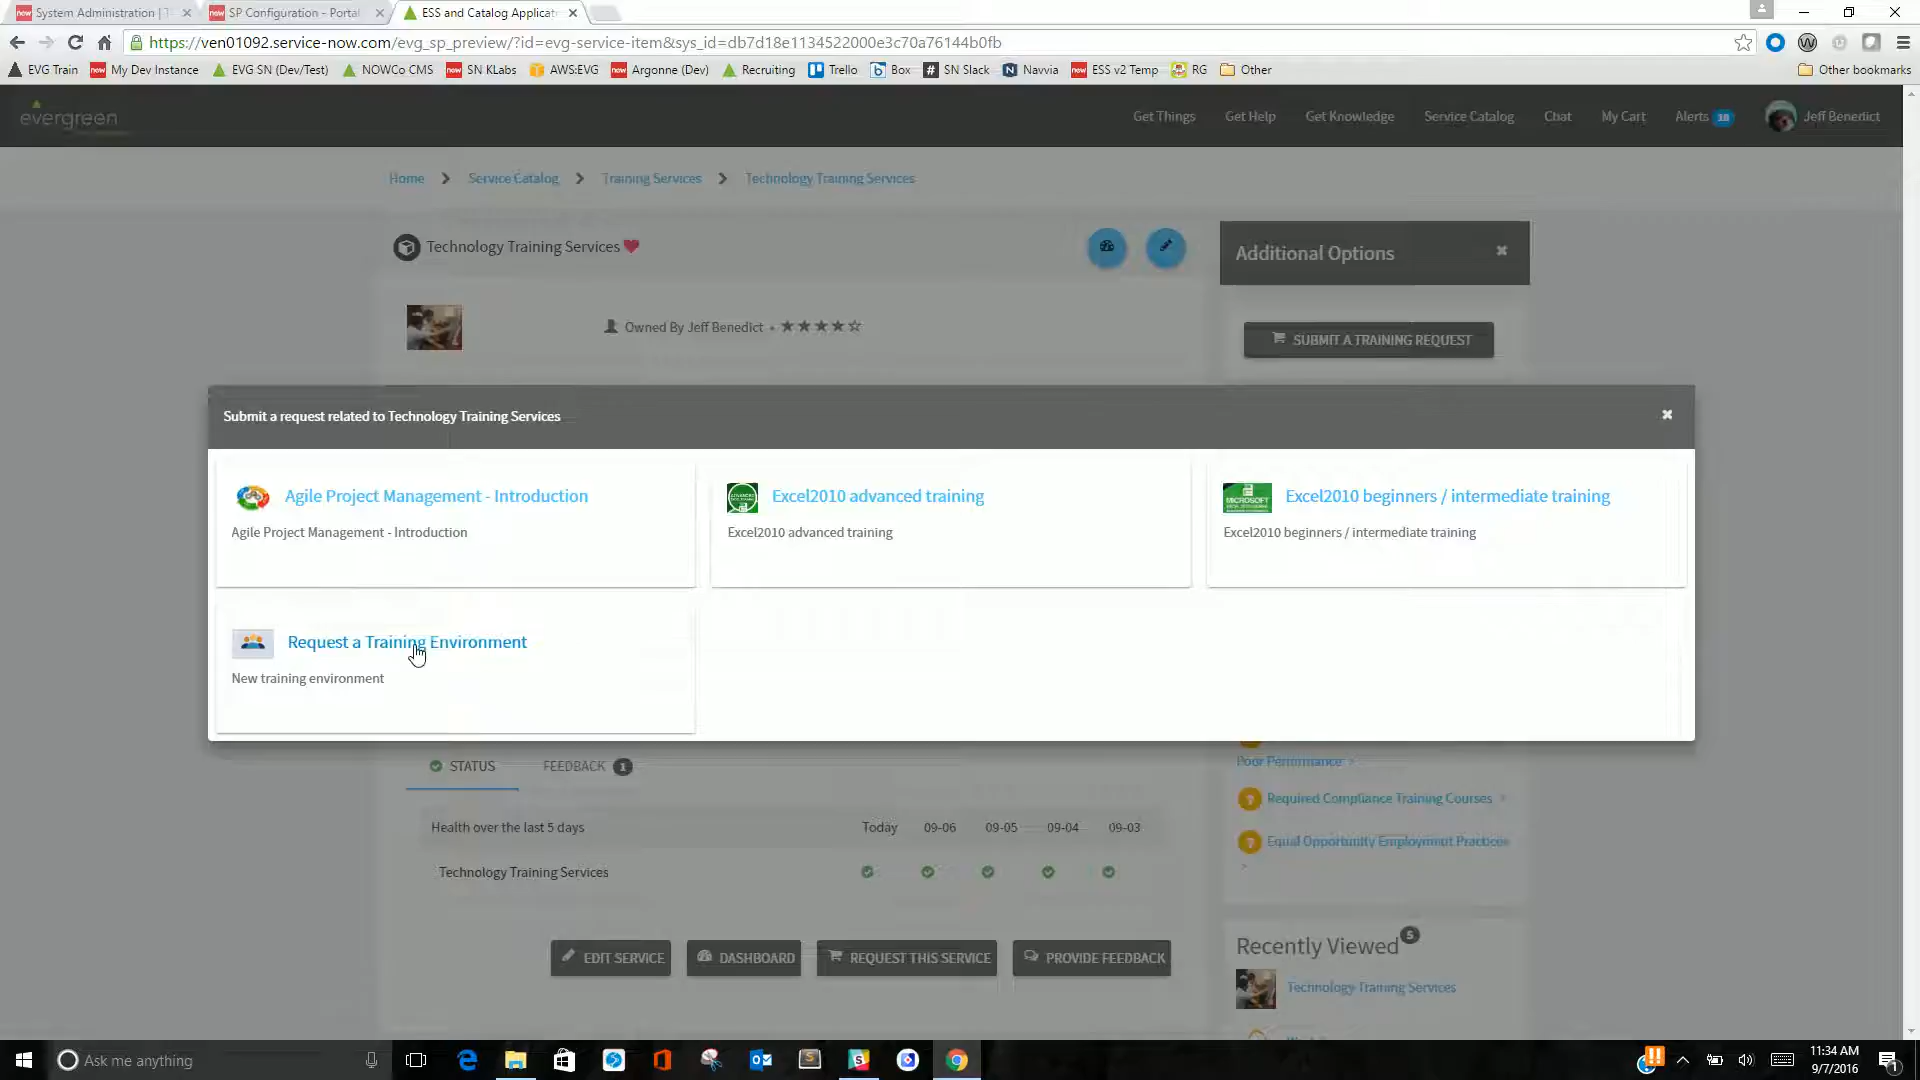 System Administration | T
SP Configuration - Portal
ESS and Catalog Applicat
https://ven01092.service-now.com/evg_sp_preview/?id=evg-service-item&sys_id=db7d18e1134522000e3c70a76144b0fb
EVG Train
now My Dev Instance
EVG SN (Dev/Test)
NOWCo CMS
now SN KLabs
AWS:EVG
now Argonne (Dev)
Recruiting
Trello
Box
SN Slack
Navvia
now ESS v2 Temp
RG
Other
Other bookmarks
evergreen
Get Things
Get Help
Get Knowledge
Service Catalog
Chat
My Cart
Alerts 18
Jeff Benedict
Home
Service Catalog
Training Services
Technology Training Services
Technology Training Services
Additional Options
Owned By Jeff Benedict
SUBMIT A TRAINING REQUEST
Submit a request related to Technology Training Services
Agile Project Management - Introduction
Agile Project Management - Introduction
Excel2010 advanced training
Excel2010 advanced training
Excel2010 beginners / intermediate training
Excel2010 beginners / intermediate training
Request a Training Environment
New training environment
STATUS
FEEDBACK 1
Poor Performance >
Required Compliance Training Courses >
Equal Opportunity Employment Practices
>
Health over the last 5 days
Today 09-06 09-05 09-04 09-03
Technology Training Services
EDIT SERVICE
DASHBOARD
REQUEST THIS SERVICE
PROVIDE FEEDBACK
Recently Viewed 5
Technology Training Services
Ask me anything
11:34 AM
9/7/2016
1